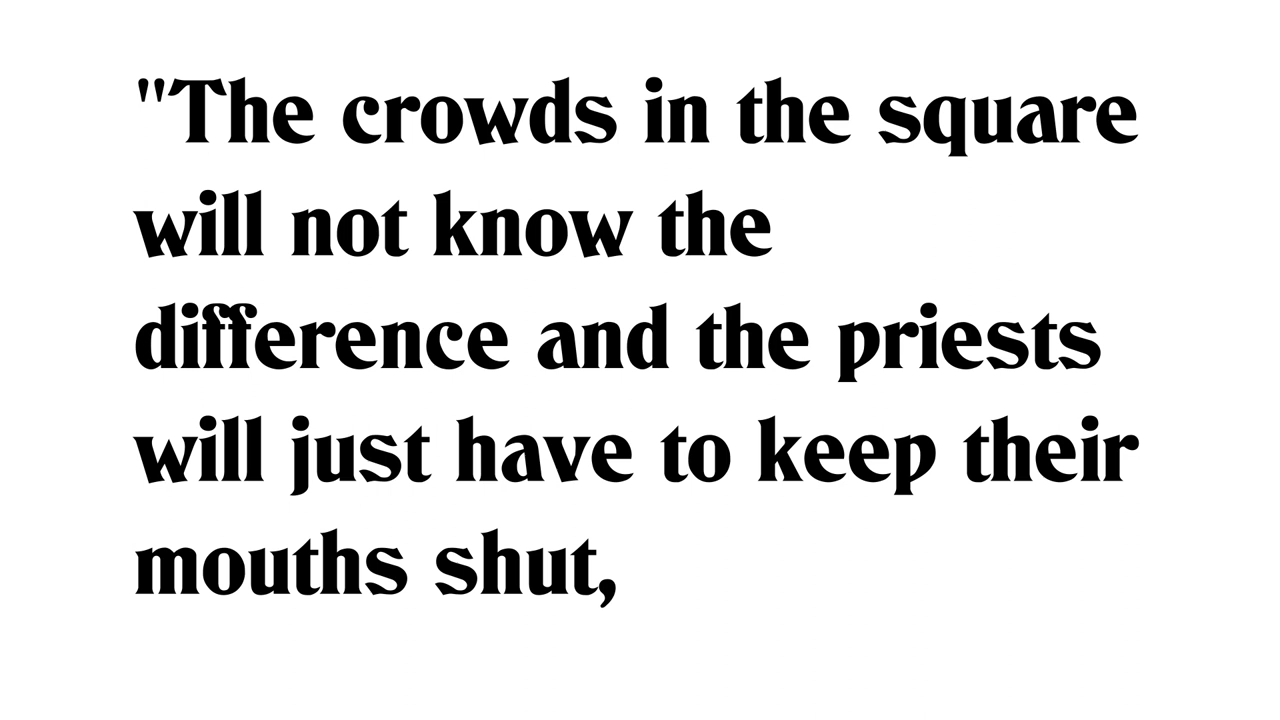 "The crowds in the square
will not know the
difference and the priests
will just have to keep their
mouths shut,